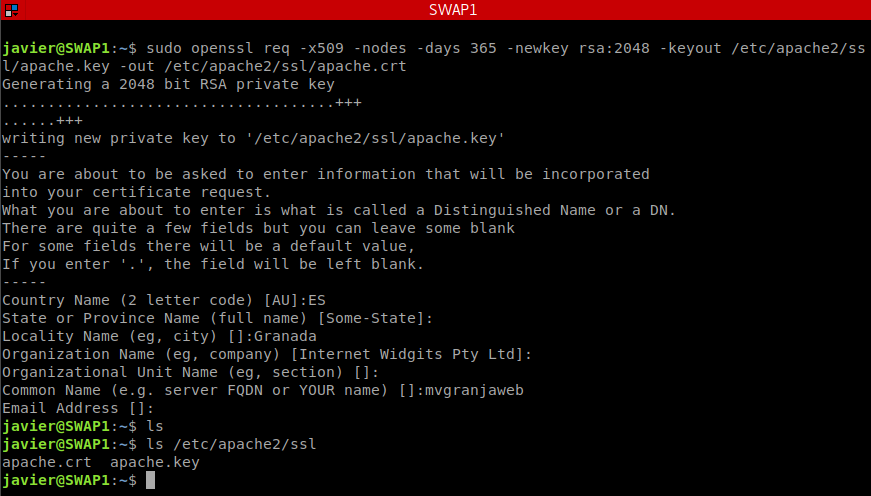 SWAP1
javier@SWAP1:~$ sudo openssl req -x509 -nodes -days 365 -newkey rsa:2048 -keyout /etc/apache2/ss
l/apache.key -out /etc/apache2/ssl/apache.crt
Generating a 2048 bit RSA private key
.....................................+++
......+++
writing new private key to '/etc/apache2/ssl/apache.key'
-----
You are about to be asked to enter information that will be incorporated
into your certificate request.
What you are about to enter is what is called a Distinguished Name or a DN.
There are quite a few fields but you can leave some blank
For some fields there will be a default value,
If you enter '.', the field will be left blank.
-----
Country Name (2 letter code) [AU]:ES
State or Province Name (full name) [Some-State]:
Locality Name (eg, city) []:Granada
Organization Name (eg, company) [Internet Widgits Pty Ltd]:
Organizational Unit Name (eg, section) []:
Common Name (e.g. server FQDN or YOUR name) []:mvgranjaweb
Email Address []:
javier@SWAP1:~$ ls
javier@SWAP1:~$ ls /etc/apache2/ssl
apache.crt  apache.key
javier@SWAP1:~$